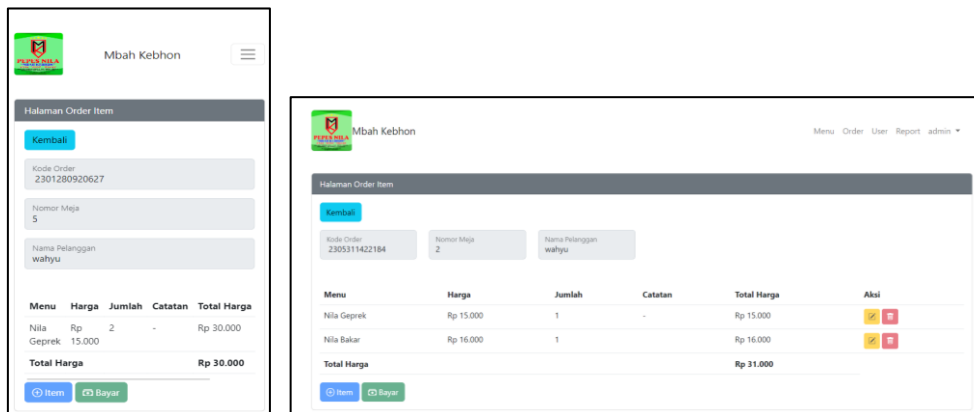 PEPES NILA
Mbah Kebhon
Halaman Order Item
Kembali
Kode Order
2301280920627
Nomor Meja
5
Nama Pelanggan
wahyu
Menu Harga Jumlah Catatan Total Harga
Nila Rp 2 - Rp 30.000
Geprek 15.000
Total Harga Rp 30.000
Item Bayar
PEPES NILA
Mbah Kebhon Menu Order User Report admin
Halaman Order Item
Kembali
Kode Order Nomor Meja Nama Pelanggan
2305311422184 2 wahyu
Menu Harga Jumlah Catatan Total Harga Aksi
Nila Geprek Rp 15.000 1 - Rp 15.000
Nila Bakar Rp 16.000 1 Rp 16.000
Total Harga Rp 31.000
Item Bayar